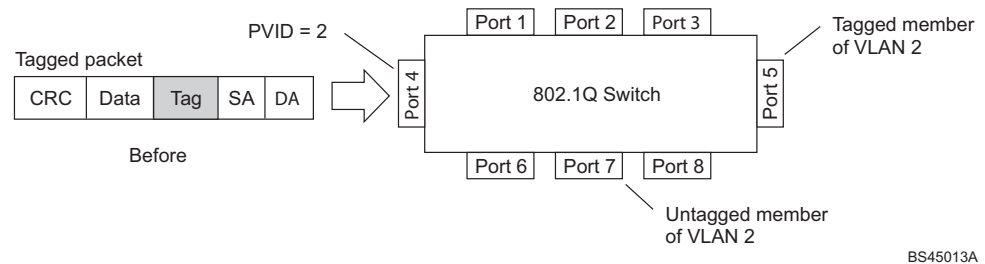 PVID = 2
Port 1
Port 2
Port 3
Tagged member
of VLAN 2
Tagged packet
CRC
Data
Tag
SA
DA
Port 4
802.1Q Switch
Port 5
Before
Port 6
Port 7
Port 8
Untagged member
of VLAN 2
BS45013A